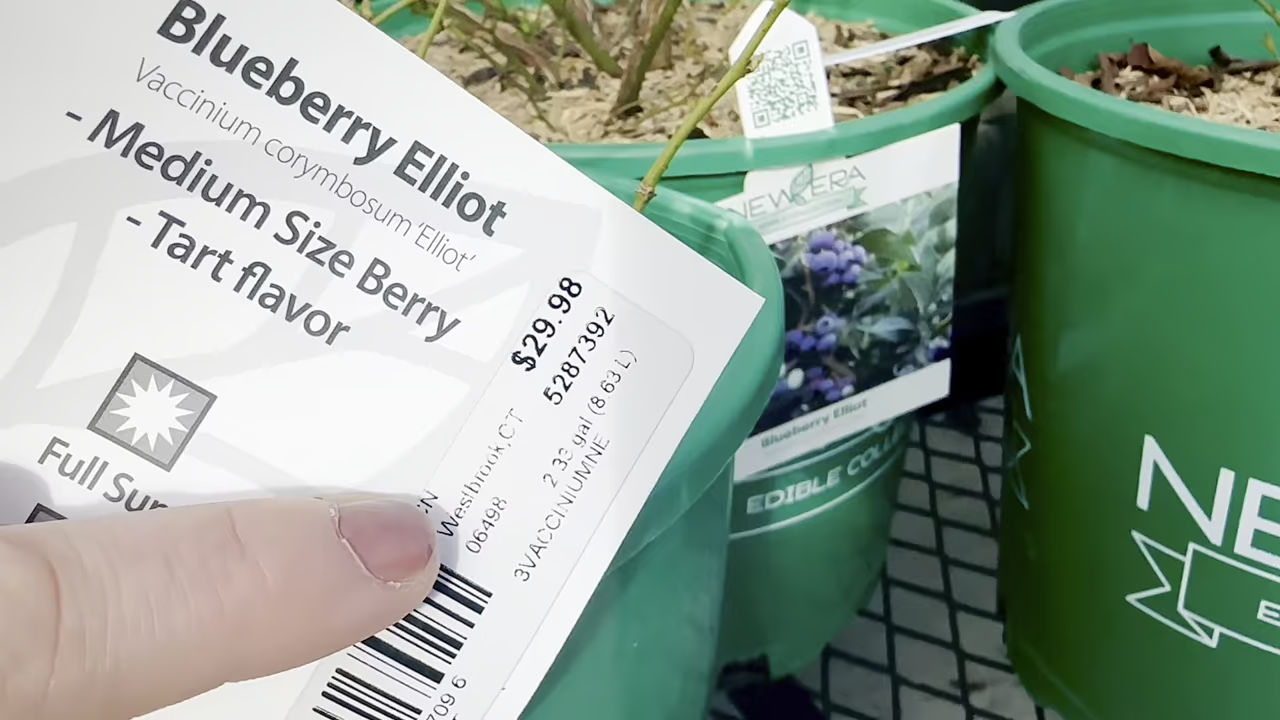 Blueberry Elliot
Vaccinium corymbosum 'Elliot'
- Medium Size Berry
- Tart flavor
Full Sun
$29.98
5287392
2.33 gal (8.63 L)
3VACCINIUMNE
Westbrook, CT
06498
NEW ERA
Blueberry Elliot
EDIBLE COLL
NE